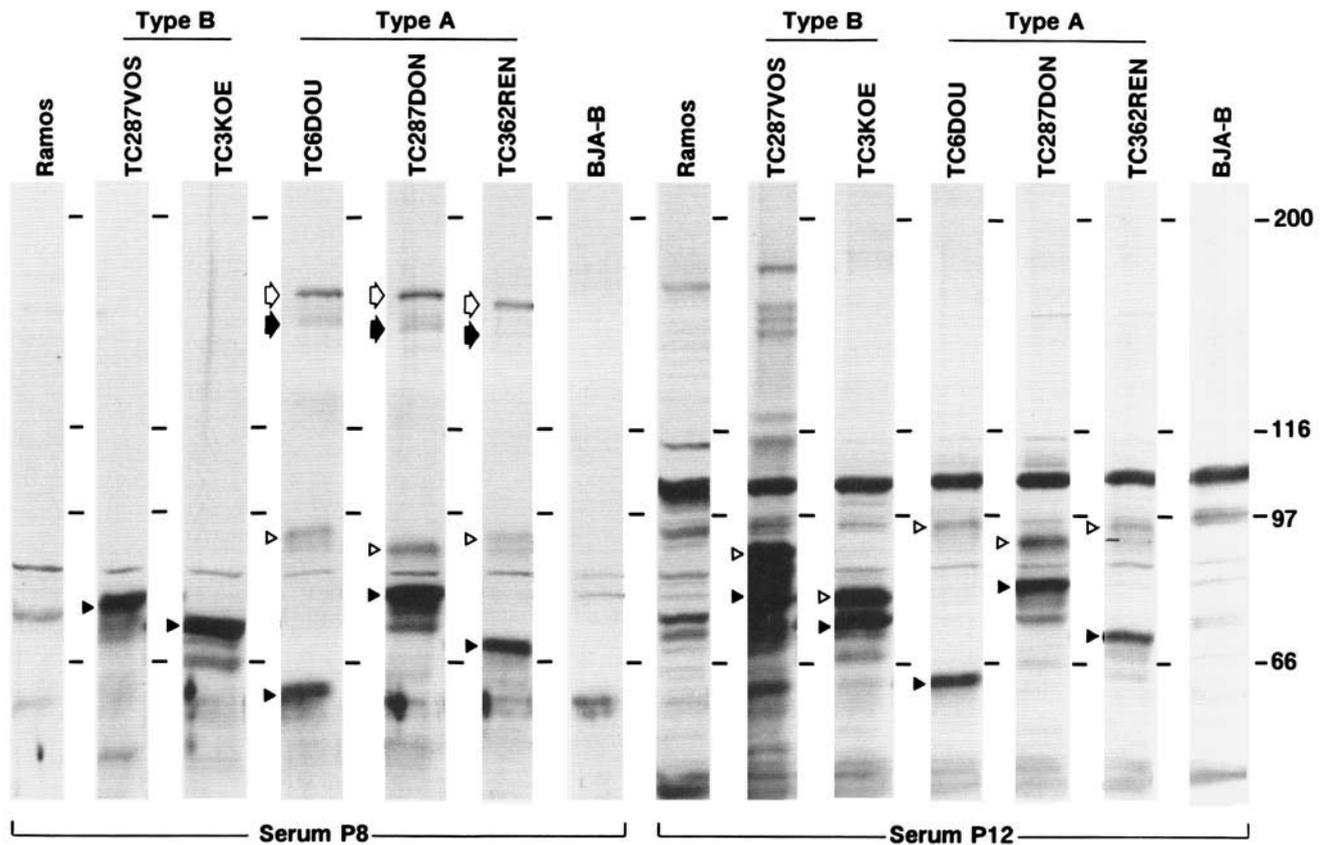 Type B
Type A
Type B
Type A
Ramos
TC287VOS
TC3KOE
TC6DOU
TC287DON
TC362REN
BJA-B
Ramos
TC287VOS
TC3KOE
TC6DOU
TC287DON
TC362REN
BJA-B
200
116
97
66
Serum P8
Serum P12